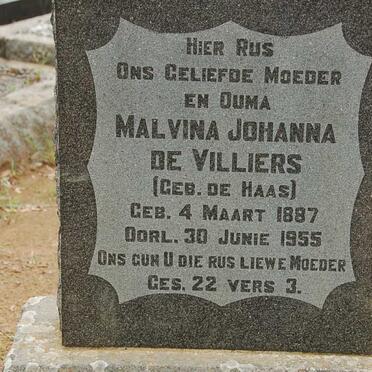 Hier Rus
Ons Geliefde Moeder
en Ouma
Malvina Johanna
de Villiers
(Geb. de Haas)
Geb. 4 Maart 1887
Oorl. 30 Junie 1955
Ons gun U die rus liewe Moeder
Ges. 22 vers 3.